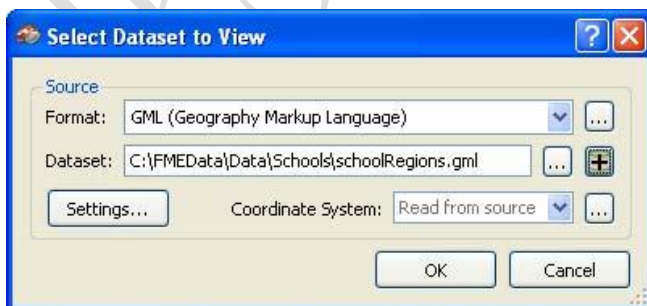 Select Dataset to View
Source
Format: GML (Geography Markup Language) ...
Dataset: C:\FMEData\Data\Schools\schoolRegions.gml ... +
Settings... Coordinate System: Read from source ...
OK Cancel